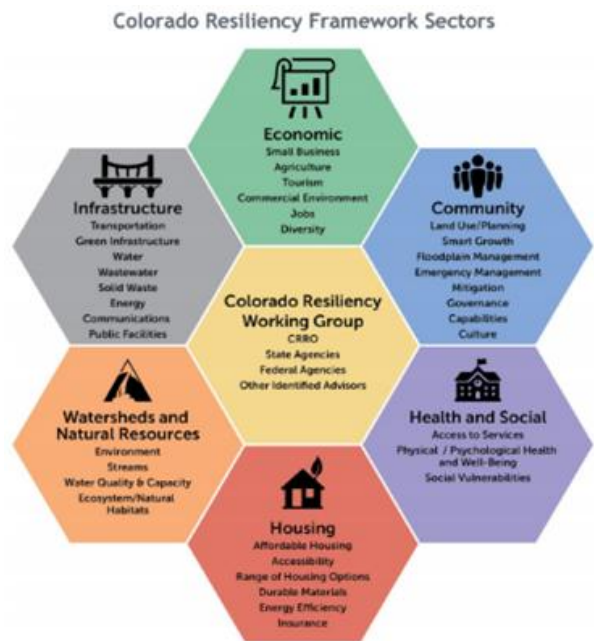 Colorado Resiliency Framework Sectors
Economic
Small Business
Agriculture
Tourism
Commercial Environment
Jobs
Diversity
Infrastructure
Transportation
Green Infrastructure
Water
Wastewater
Solid Waste
Energy
Communications
Public Facilities
Community
Land Use/Planning
Smart Growth
Floodplain Management
Emergency Management
Mitigation
Governance
Capabilities
Culture
Colorado Resiliency
Working Group
CRRO
State Agencies
Federal Agencies
Other Identified Advisors
Watersheds and
Natural Resources
Environment
Streams
Water Quality & Capacity
Ecosystem/Natural
Habitats
Health and Social
Access to Services
Physical / Psychological Health
and Well-Being
Social Vulnerabilities
Housing
Affordable Housing
Accessibility
Range of Housing Options
Durable Materials
Energy Efficiency
Insurance